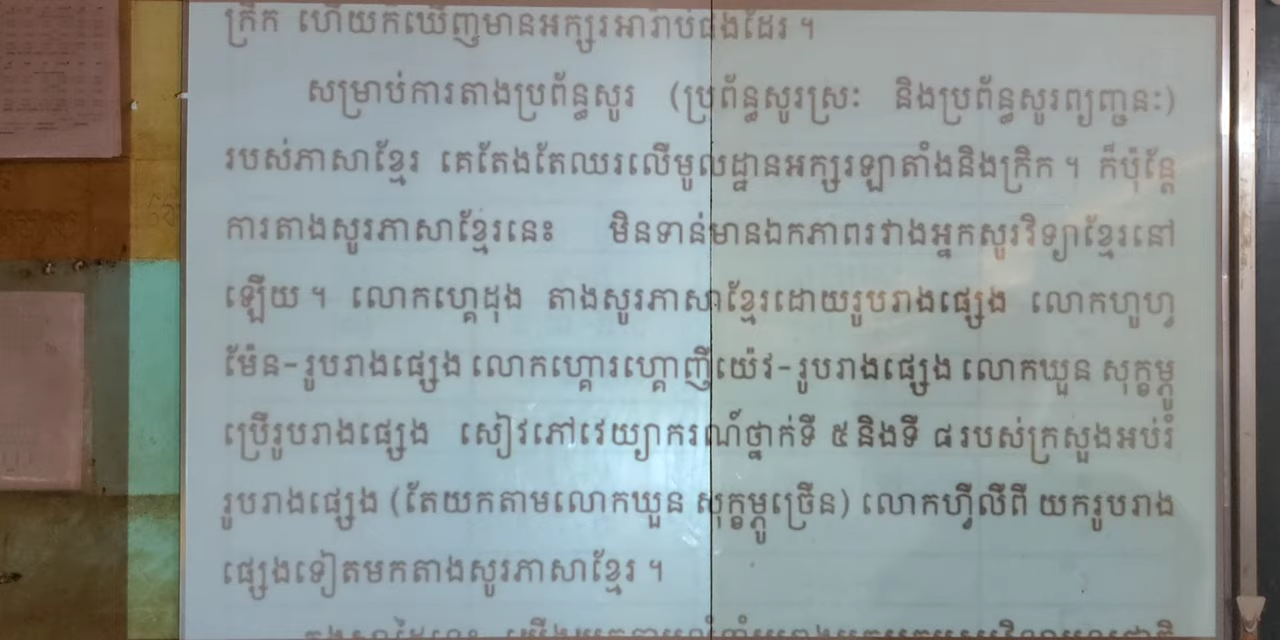 ក្រិក ហើយក៏ឃើញមានអក្សរអារ៉ាប់ផងដែរ ។
សម្រាប់ការតាងប្រព័ន្ធសូរ (ប្រព័ន្ធសូរស្រៈ និងប្រព័ន្ធសូរព្យញ្ជនៈ)
របស់ភាសាខ្មែរ គេតែងតែឈរលើមូលដ្ឋានអក្សរឡាតាំងនិងក្រិក ។ ក៏ប៉ុន្តែ
ការតាងសូរភាសាខ្មែរនេះ មិនទាន់មានឯកភាពរវាងអ្នកសូរវិទ្យាខ្មែរនៅ
ឡើយ ។ លោកហ្គេដុង តាងសូរភាសាខ្មែរដោយរូបរាងផ្សេង លោកហូហ្វ
ម៉ែន-រូបរាងផ្សេង លោកហ្គោរហ្គោញីយ៉េវ-រូបរាងផ្សេង លោកឃួន សុក្ខម្ភូ
ប្រើរូបរាងផ្សេង សៀវភៅវេយ្យាករណ៍ថ្នាក់ទី ៥ និងទី ៨ របស់ក្រសួងអប់រំ
រូបរាងផ្សេង (តែយកតាមលោកឃួន សុក្ខម្ភូច្រើន) លោកហ្វីលីពី យករូបរាង
ផ្សេងទៀតមកតាងសូរភាសាខ្មែរ ។